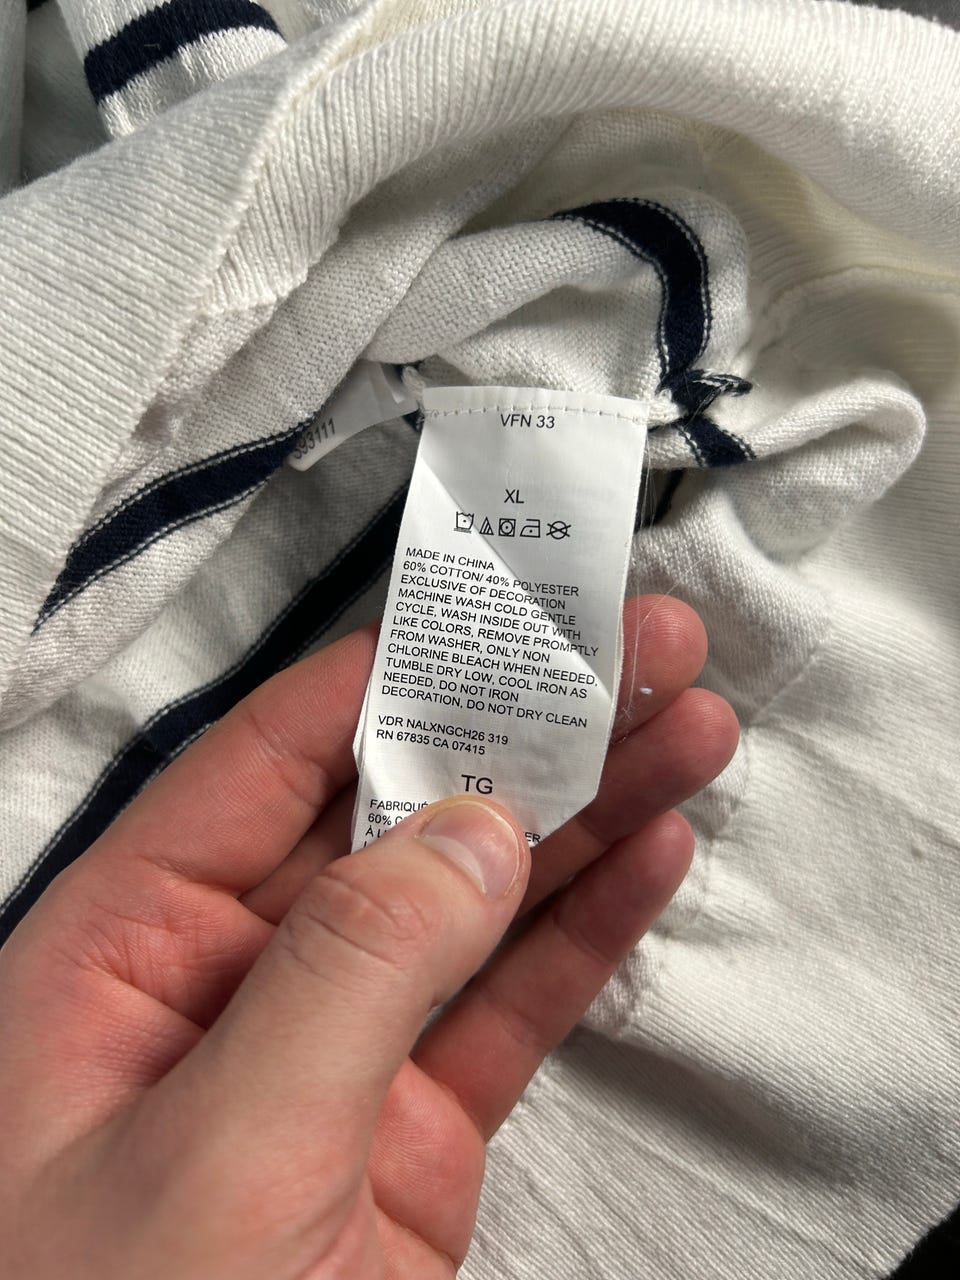 VFN 33
XL
MADE IN CHINA
60% COTTON/ 40% POLYESTER
EXCLUSIVE OF DECORATION
MACHINE WASH COLD GENTLE
CYCLE, WASH INSIDE OUT WITH
LIKE COLORS, REMOVE PROMPTLY
FROM WASHER, ONLY NON
CHLORINE BLEACH WHEN NEEDED,
TUMBLE DRY LOW, COOL IRON AS
NEEDED, DO NOT IRON
DECORATION, DO NOT DRY CLEAN
VDR NALXNGCH26 319
RN 67835 CA 07415
TG
60%